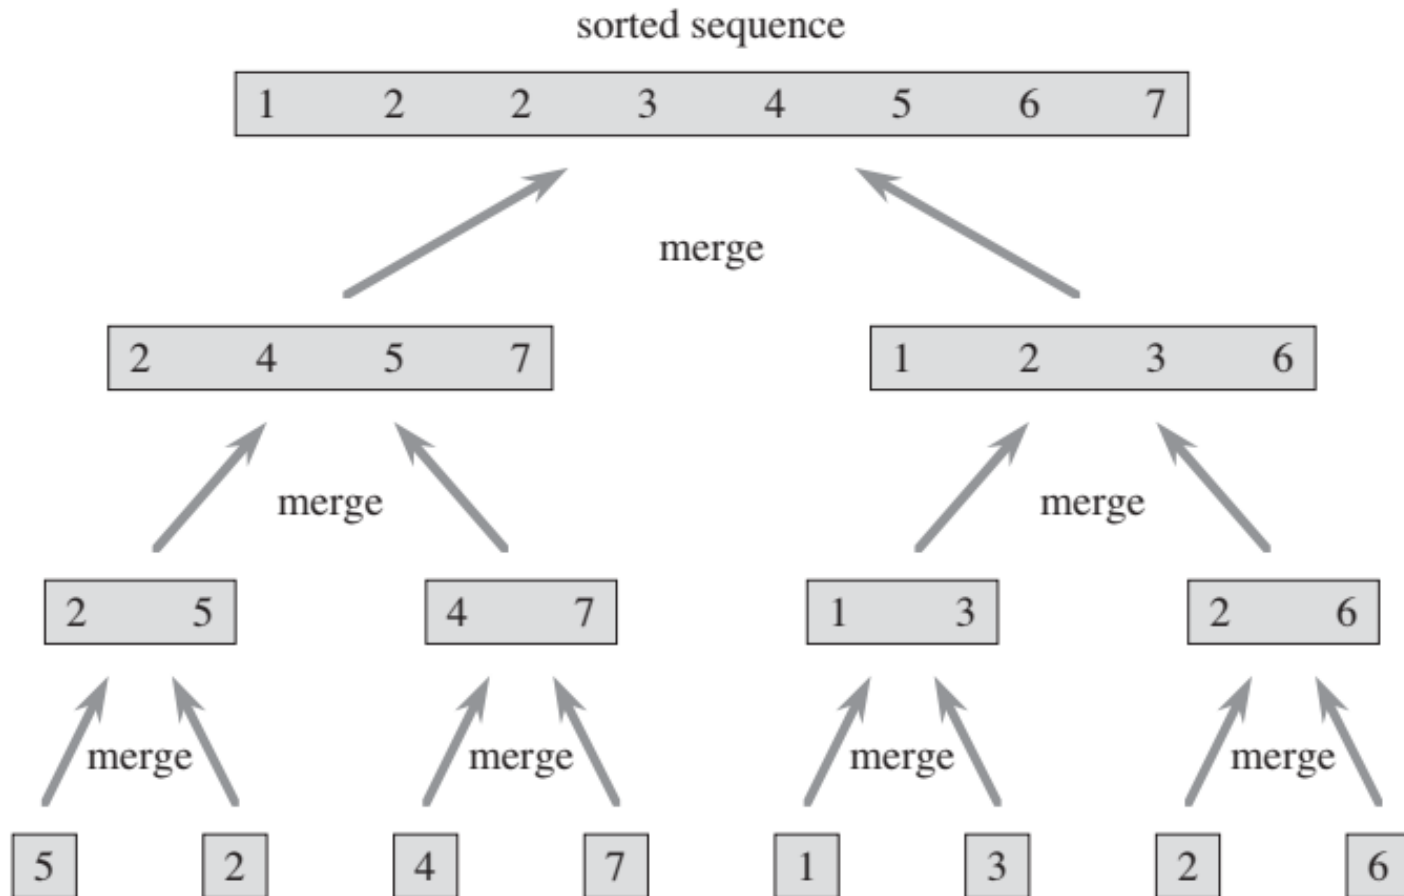 sorted sequence
1 2 2 3 4 5 6 7
merge
2 4 5 7 1 2 3 6
merge merge
2 5 4 7 1 3 2 6
merge merge merge merge
5 2 4 7 1 3 2 6